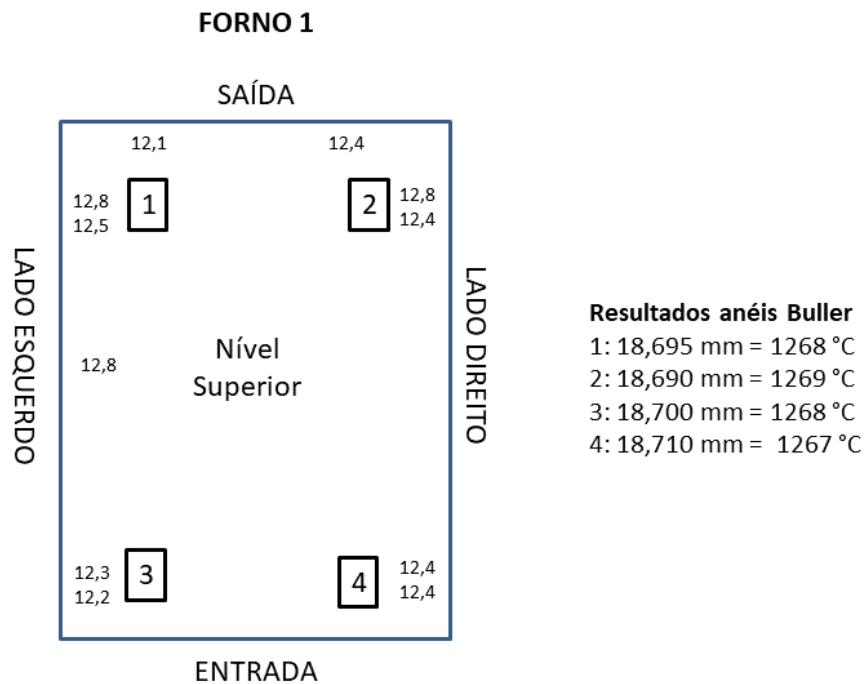 FORNO 1
SAÍDA
12,1
12,4
12,8
12,5
1
2
12,8
12,4
LADO ESQUERDO
LADO DIREITO
12,8
Nível
Superior
12,3
12,2
3
4
12,4
12,4
ENTRADA
Resultados anéis Buller
1: 18,695 mm = 1268 °C
2: 18,690 mm = 1269 °C
3: 18,700 mm = 1268 °C
4: 18,710 mm = 1267 °C